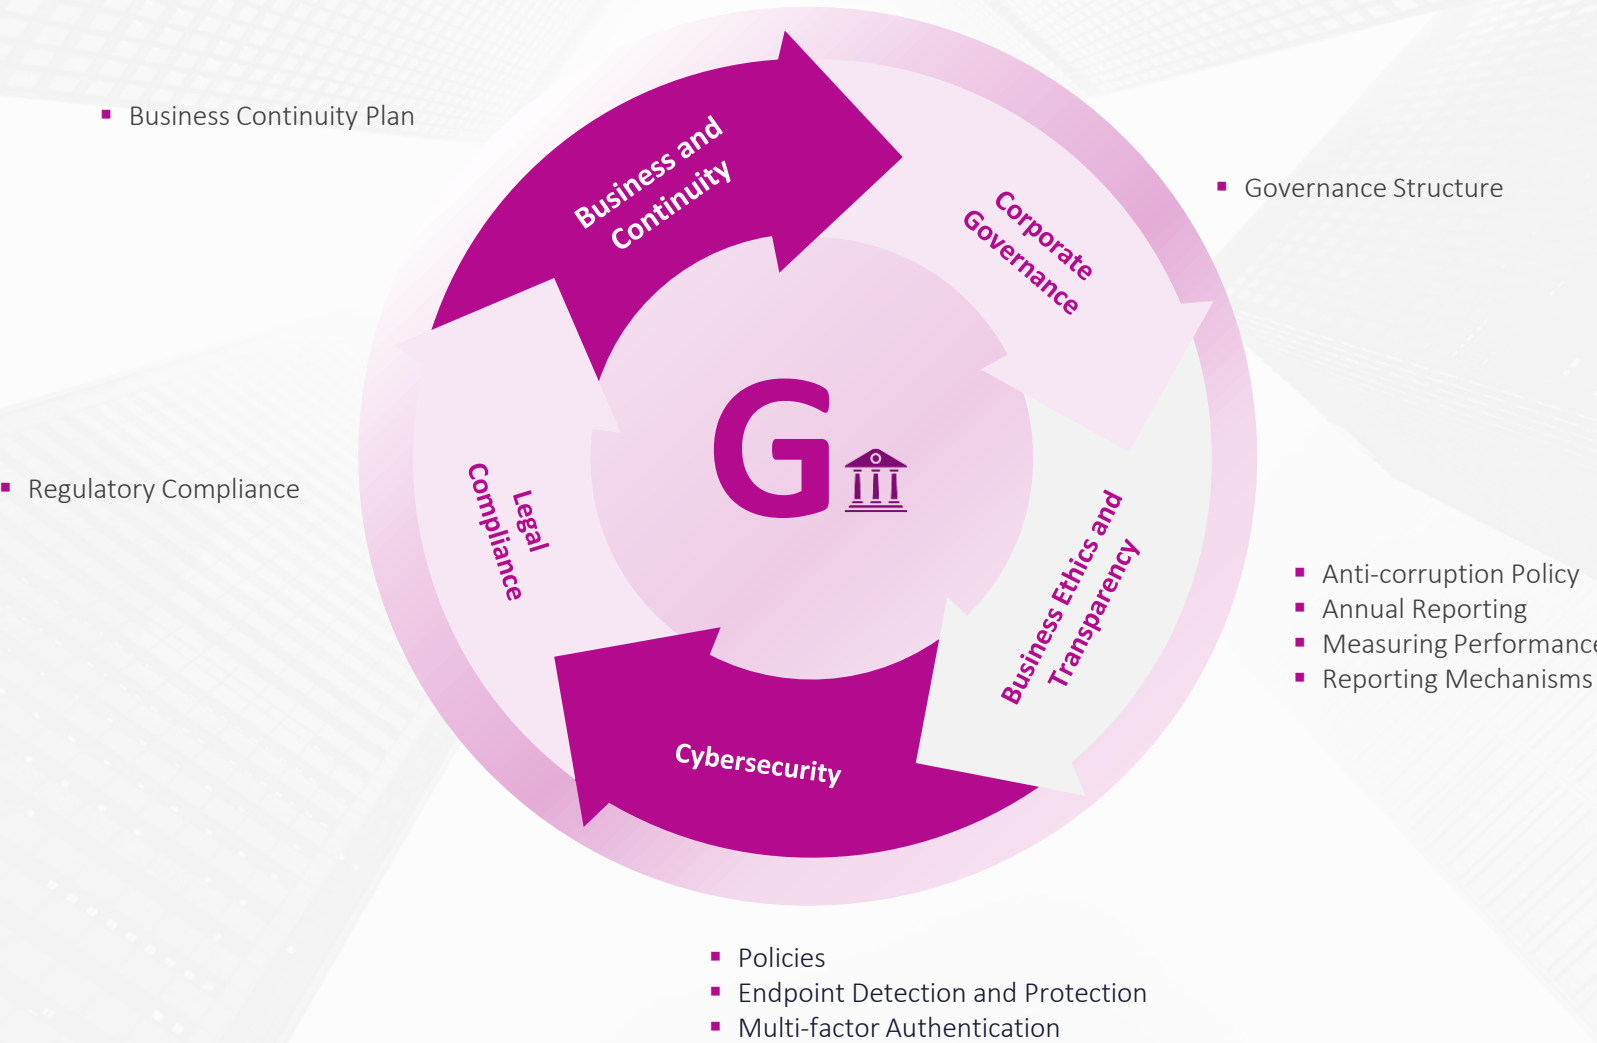 Business Continuity Plan
Business and
Continuity
Corporate
Governance
Governance Structure
G
Regulatory Compliance
Legal
Compliance
Business Ethics and
Transparency
Anti-corruption Policy
Annual Reporting
Measuring Performance
Reporting Mechanisms
Cybersecurity
Policies
Endpoint Detection and Protection
Multi-factor Authentication